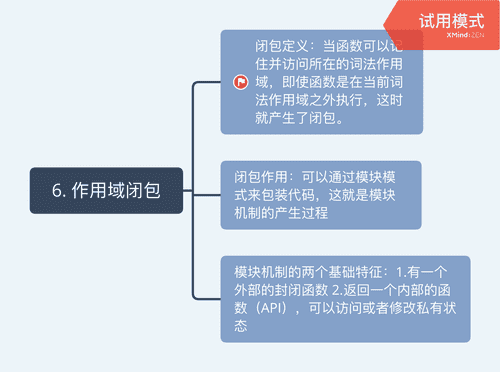 试用模式
XMind:ZEN
闭包定义：当函数可以记
住并访问所在的词法作用
域，即使函数是在当前词
法作用域之外执行，这时
就产生了闭包。
6. 作用域闭包
闭包作用：可以通过模块模
式来包装代码，这就是模块
机制的产生过程
模块机制的两个基础特征：1.有一个
外部的封闭函数 2.返回一个内部的函
数（API），可以访问或者修改私有状
态